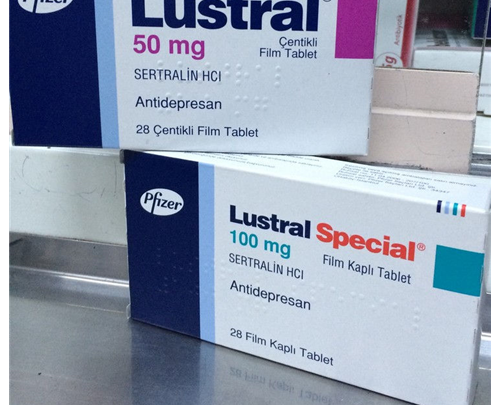 Pfizer
Lustral®
50 mg
Çentikli
Film Tablet
SERTRALİN HCl
Antidepresan
28 Çentikli Film Tablet
Pfizer
Lustral Special®
100 mg
SERTRALİN HCl
Film Kaplı Tablet
Antidepresan
28 Film Kaplı Tablet